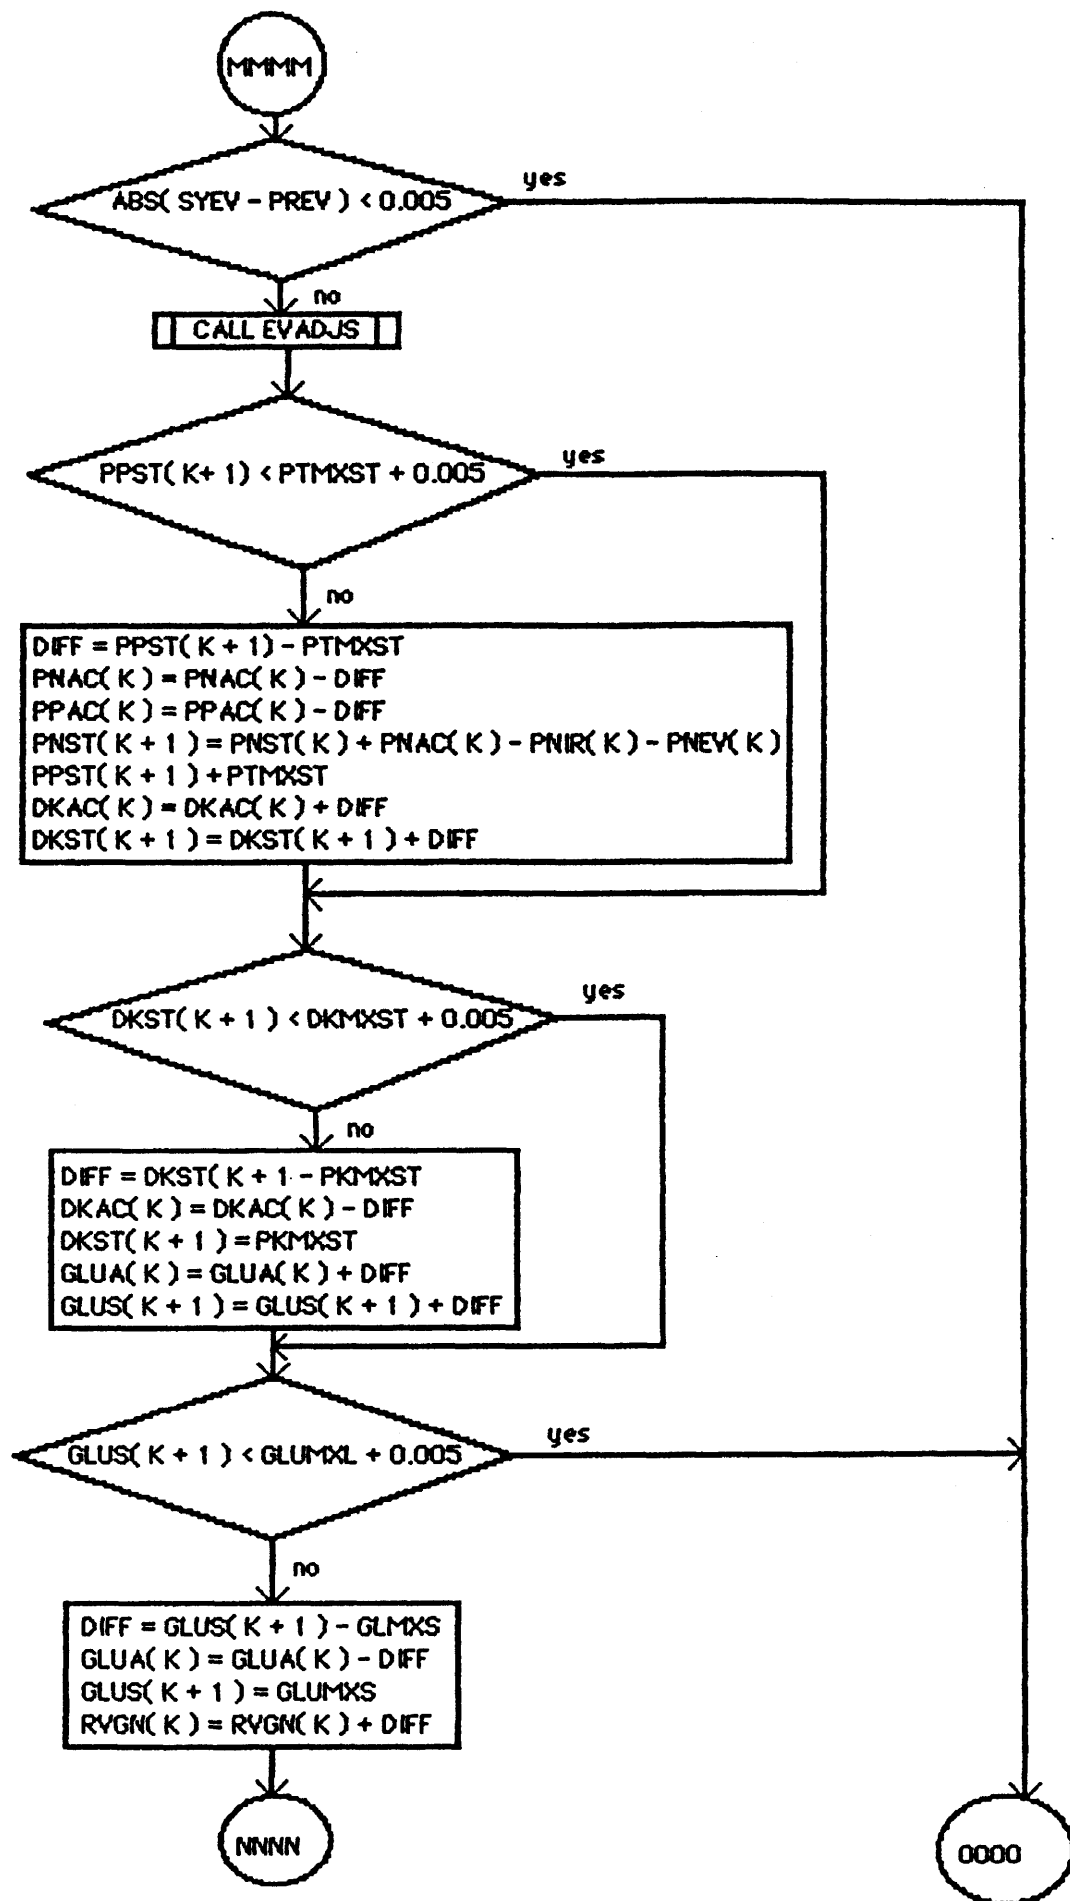 MMMM
ABS( SYEV - PREV ) < 0.005
yes
no
CALL EVADJS
PPST( K+ 1) < PTMXST + 0.005
yes
no
DIFF = PPST( K + 1) - PTMXST
PNAC( K ) = PNAC( K ) - DIFF
PPAC( K ) = PPAC( K ) - DIFF
PNST( K + 1 ) = PNST( K ) + PNAC( K ) - PNIR( K ) - PNEV( K )
PPST( K + 1 ) + PTMXST
DKAC( K ) = DKAC( K ) + DIFF
DKST( K + 1 ) = DKST( K + 1 ) + DIFF
DKST( K + 1 ) < DKMXST + 0.005
yes
no
DIFF = DKST( K + 1 - PKMXST
DKAC( K ) = DKAC( K ) - DIFF
DKST( K + 1 ) = PKMXST
GLUA( K ) = GLUA( K ) + DIFF
GLUS( K + 1 ) = GLUS( K + 1 ) + DIFF
GLUS( K + 1 ) < GLUMXL + 0.005
yes
no
DIFF = GLUS( K + 1 ) - GLMXS
GLUA( K ) = GLUA( K ) - DIFF
GLUS( K + 1 ) = GLUMXS
RVGN( K ) = RVGN( K ) + DIFF
NNNN
OOOO